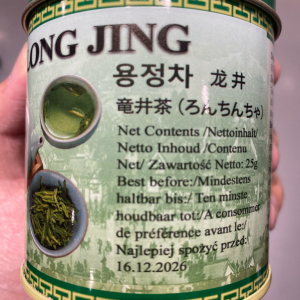 ONG JING
용정차 龙井
竜井茶 (ろんちんちゃ)
Net Contents /Nettoinhalt/
Netto Inhoud /Contenu
Net/ Zawartość Netto: 25g
Best before:/Mindestens
haltbar bis:/ Ten minste
houdbaar tot:/A consommer
de préférence avant le:/
Najlepiej spożyć przed:
16.12.2026